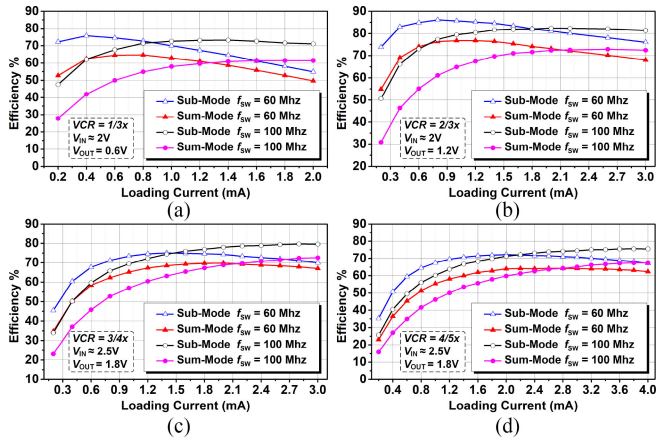 (a)
Efficiency %
90
80
70
60
50
40
30
20
10
0
0.2 0.4 0.6 0.8 1.0 1.2 1.4 1.6 1.8 2.0
Loading Current (mA)
VCR = 1/3x
VIN ≈ 2V
VOUT = 0.6V
Sub-Mode fSW = 60 Mhz
Sum-Mode fSW = 60 Mhz
Sub-Mode fSW = 100 Mhz
Sum-Mode fSW = 100 Mhz
(b)
Efficiency %
90
80
70
60
50
40
30
20
0.3 0.6 0.9 1.2 1.5 1.8 2.1 2.4 2.7 3.0
Loading Current (mA)
VCR = 2/3x
VIN ≈ 2V
VOUT = 1.2V
Sub-Mode fSW = 60 Mhz
Sum-Mode fSW = 60 Mhz
Sub-Mode fSW = 100 Mhz
Sum-Mode fSW = 100 Mhz
(c)
Efficiency %
90
80
70
60
50
40
30
20
10
0.3 0.6 0.9 1.2 1.5 1.8 2.1 2.4 2.7 3.0
Loading Current (mA)
VCR = 3/4x
VIN ≈ 2.5V
VOUT = 1.8V
Sub-Mode fSW = 60 Mhz
Sum-Mode fSW = 60 Mhz
Sub-Mode fSW = 100 Mhz
Sum-Mode fSW = 100 Mhz
(d)
Efficiency %
90
80
70
60
50
40
30
20
10
0
0.4 0.8 1.2 1.6 2.0 2.4 2.8 3.2 3.6 4.0
Loading Current (mA)
VCR = 4/5x
VIN ≈ 2.5V
VOUT = 1.8V
Sub-Mode fSW = 60 Mhz
Sum-Mode fSW = 60 Mhz
Sub-Mode fSW = 100 Mhz
Sum-Mode fSW = 100 Mhz